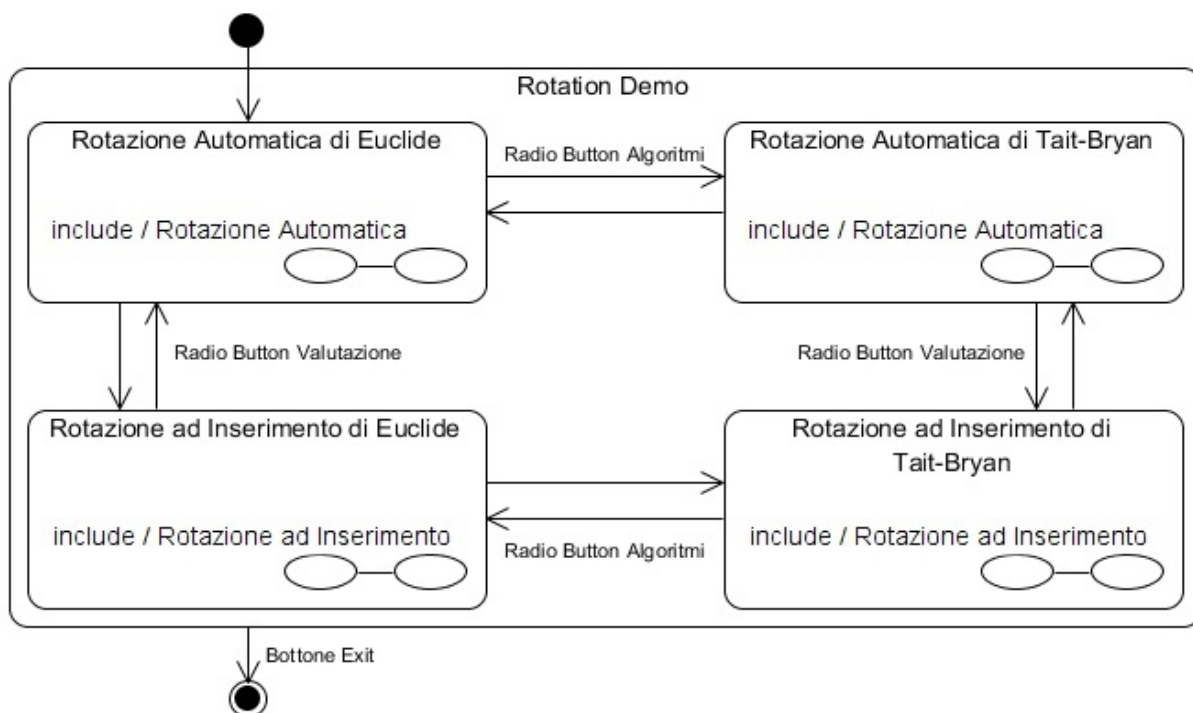 Rotation Demo
Rotazione Automatica di Euclide
Radio Button Algoritmi
Rotazione Automatica di Tait-Bryan
include / Rotazione Automatica
include / Rotazione Automatica
Radio Button Valutazione
Radio Button Valutazione
Rotazione ad Inserimento di Euclide
Rotazione ad Inserimento di
Tait-Bryan
include / Rotazione ad Inserimento
Radio Button Algoritmi
include / Rotazione ad Inserimento
Bottone Exit